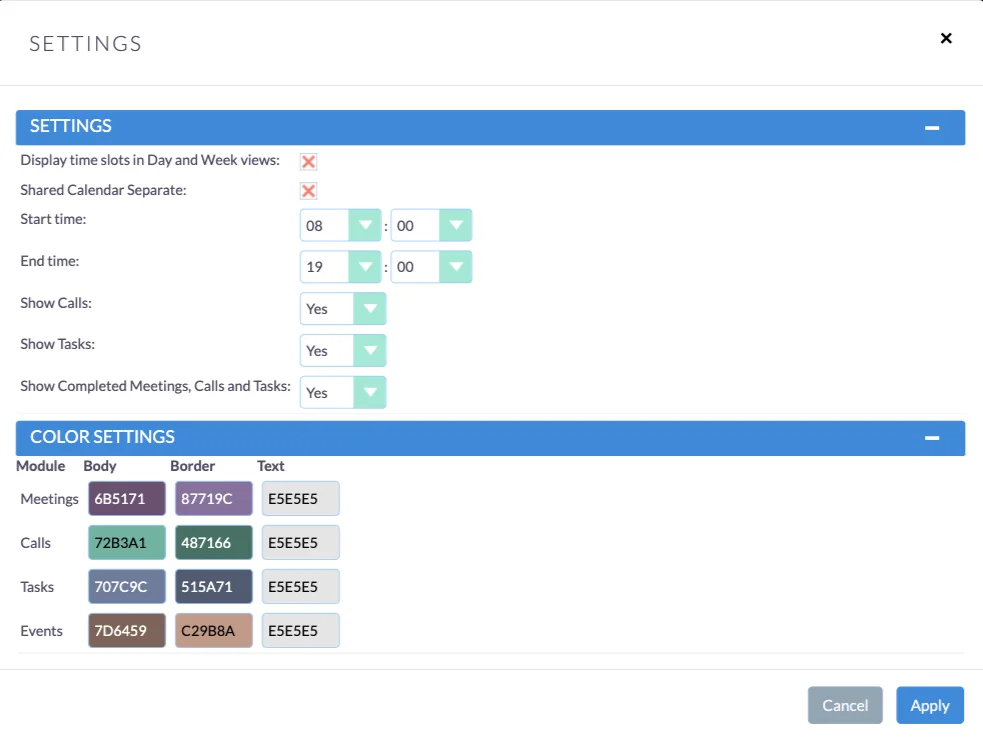 SETTINGS
SETTINGS
Display time slots in Day and Week views:
Shared Calendar Separate:
Start time: 08 : 00
End time: 19 : 00
Show Calls: Yes
Show Tasks: Yes
Show Completed Meetings, Calls and Tasks: Yes
COLOR SETTINGS
Module Body Border Text
Meetings 6B5171 87719C E5E5E5
Calls 72B3A1 487166 E5E5E5
Tasks 707C9C 515A71 E5E5E5
Events 7D6459 C29B8A E5E5E5
Cancel Apply